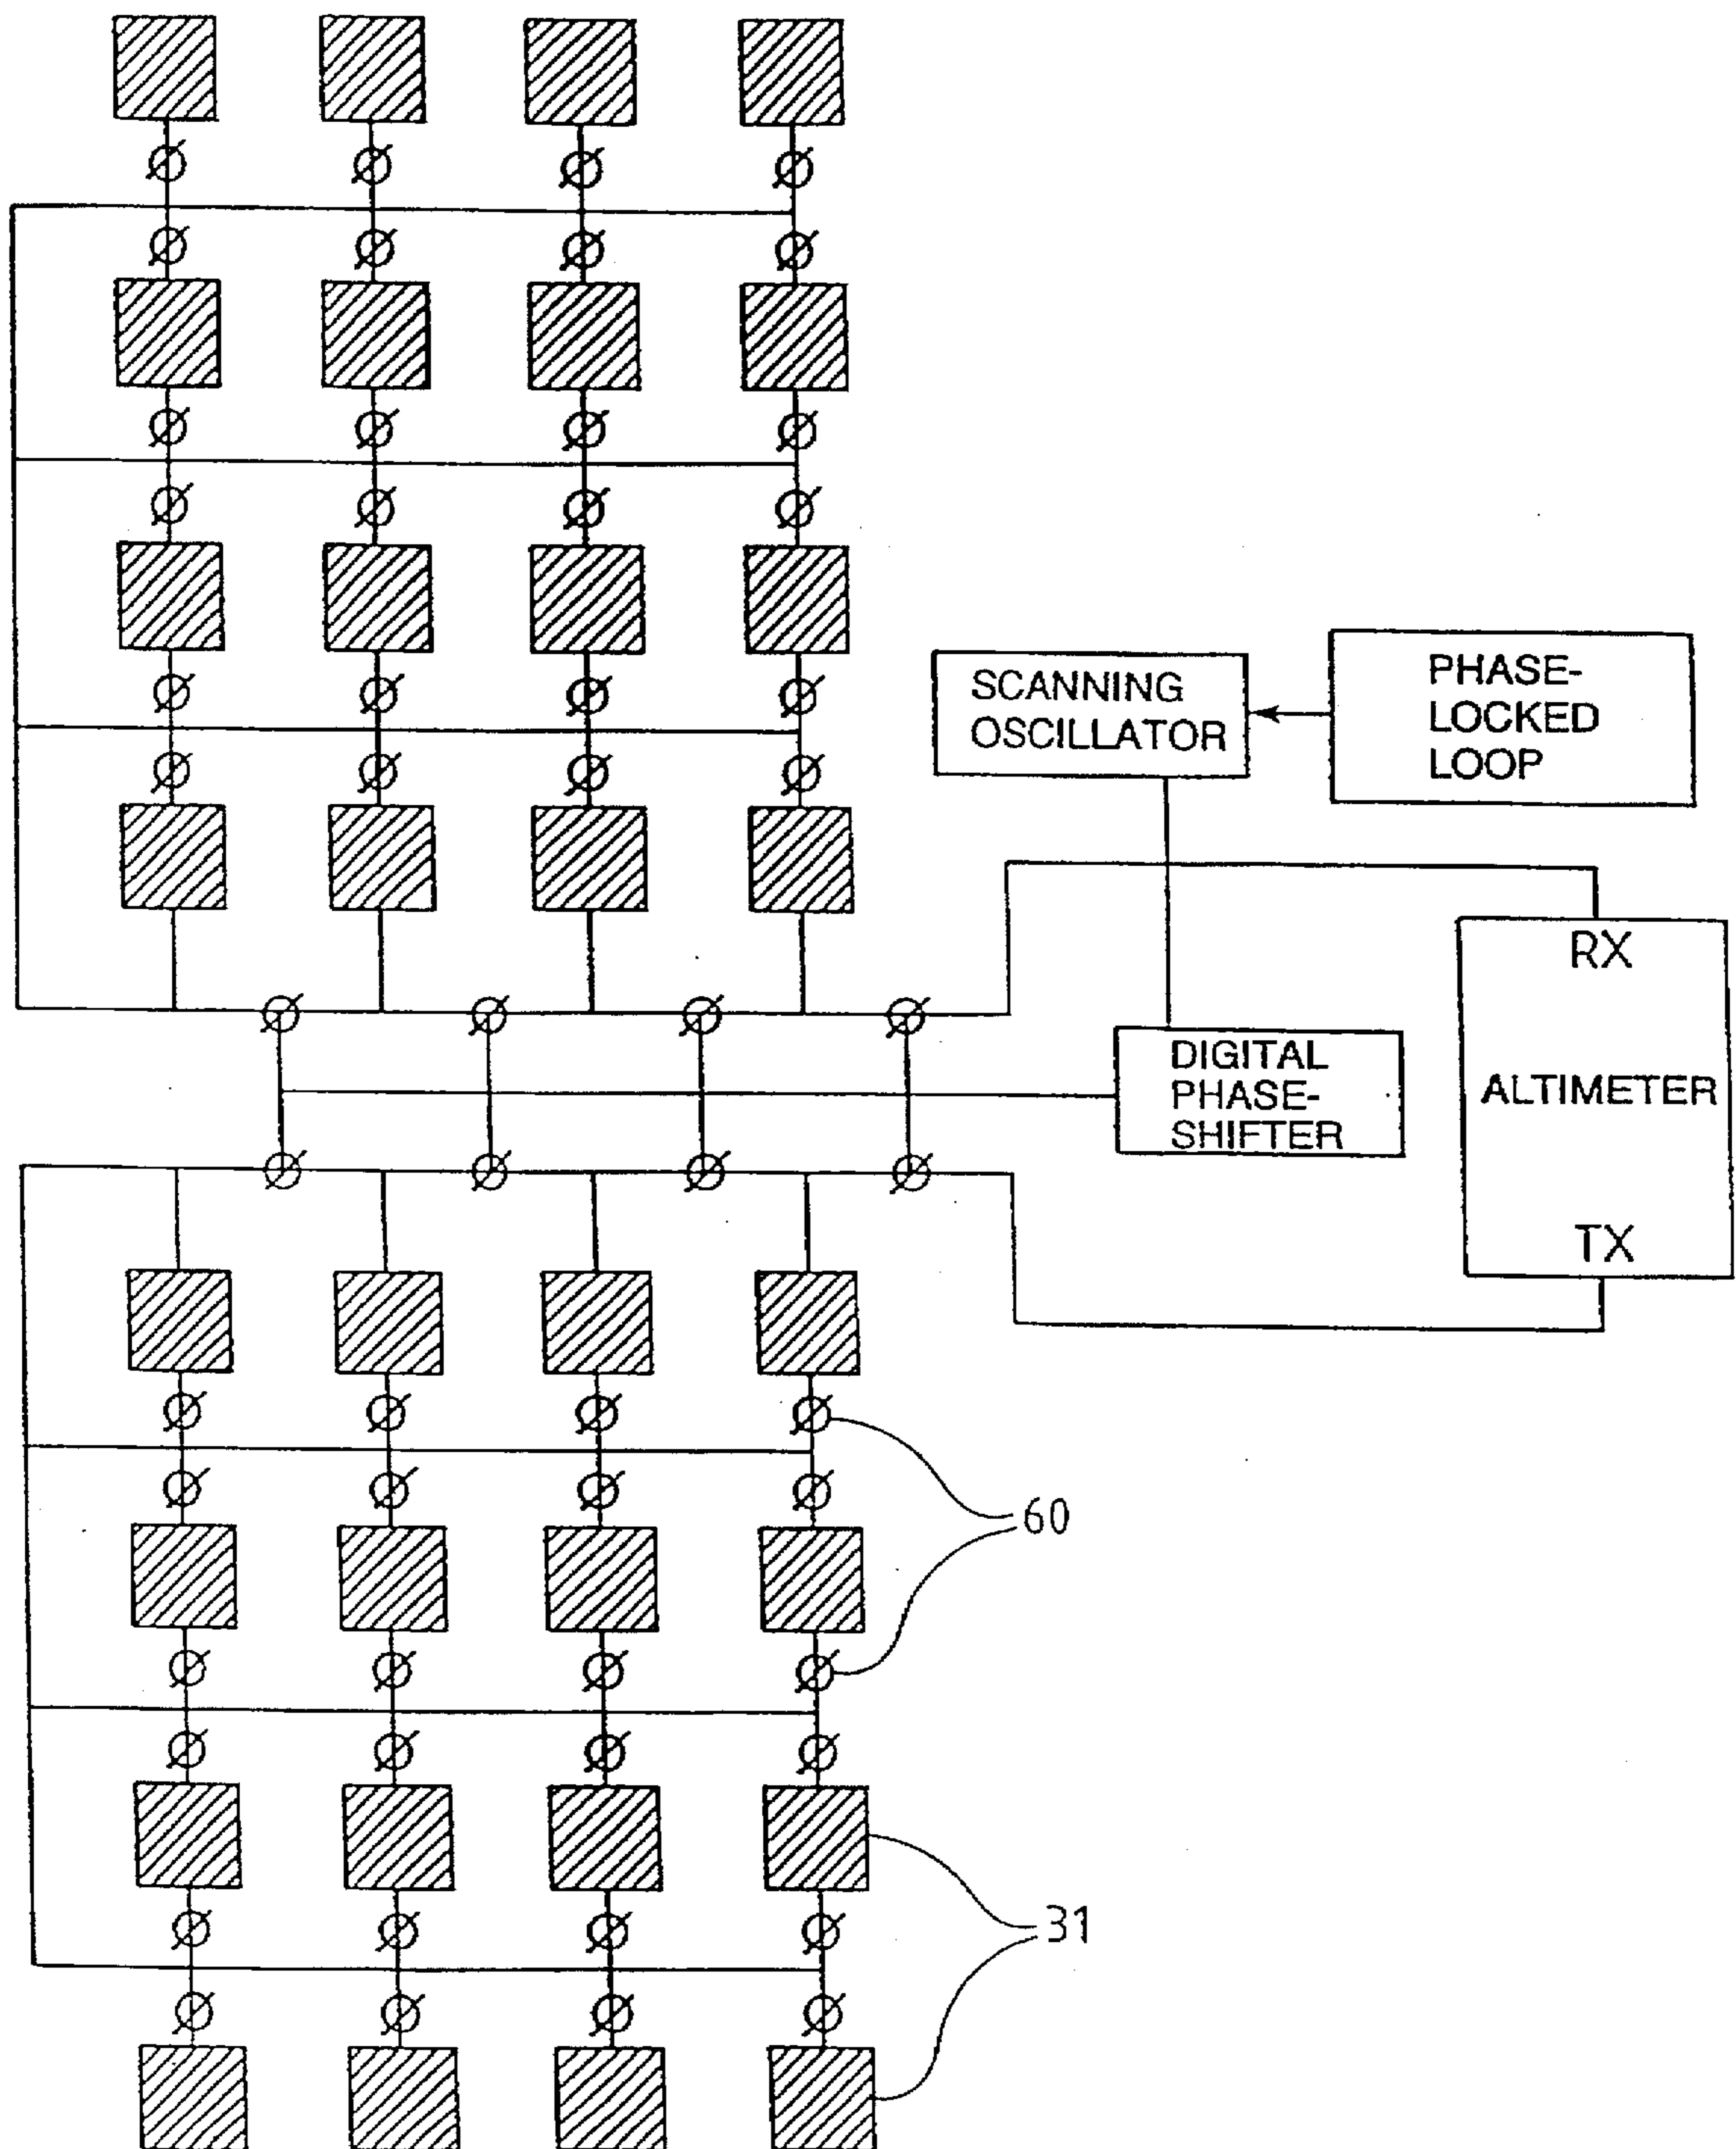 SCANNING
OSCILLATOR
PHASE-
LOCKED
LOOP
RX
ALTIMETER
TX
DIGITAL
PHASE-
SHIFTER
60
31